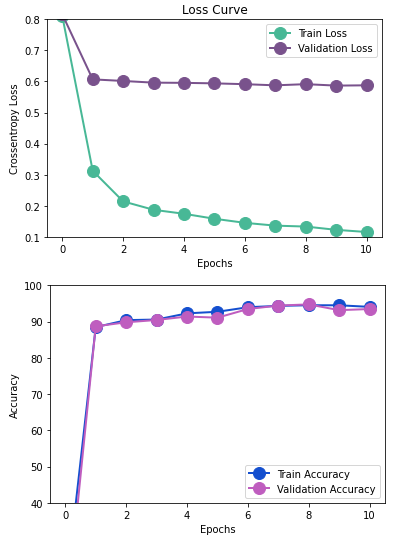 Loss Curve
0.8
0.7
0.6
0.5
0.4
0.3
0.2
0.1
Crossentropy Loss
Train Loss
Validation Loss
0 2 4 6 8 10
Epochs
100
90
80
70
60
50
40
Accuracy
Train Accuracy
Validation Accuracy
0 2 4 6 8 10
Epochs